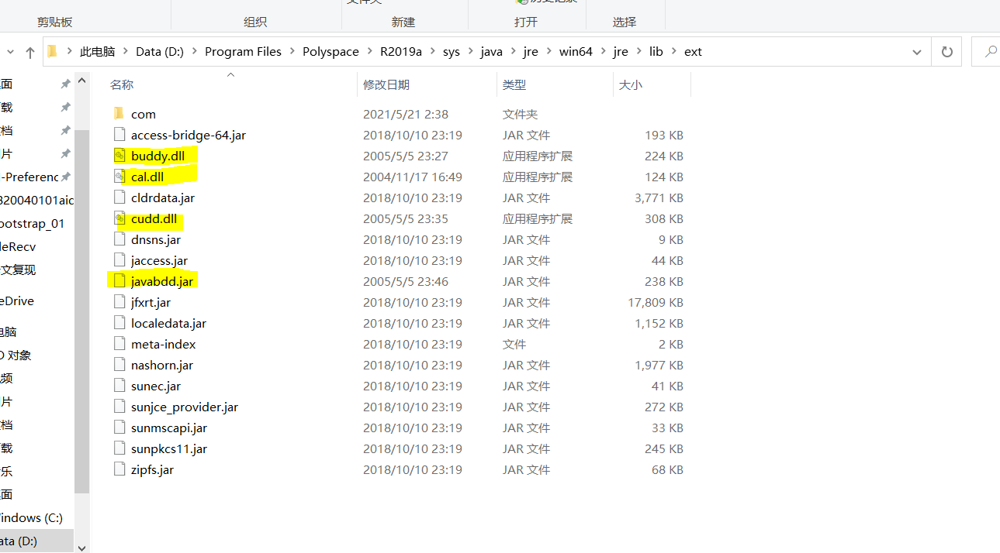 剪贴板 组织 新建 打开 选择
此电脑 Data (D:) Program Files Polyspace R2019a sys java jre win64 jre lib ext
名称 修改日期 类型 大小
com 2021/5/21 2:38 文件夹
access-bridge-64.jar 2018/10/10 23:19 JAR 文件 193 KB
buddy.dll 2005/5/5 23:27 应用程序扩展 224 KB
cal.dll 2004/11/17 16:49 应用程序扩展 124 KB
cldrdata.jar 2018/10/10 23:19 JAR 文件 3,771 KB
cudd.dll 2005/5/5 23:35 应用程序扩展 308 KB
dnsns.jar 2018/10/10 23:19 JAR 文件 9 KB
jaccess.jar 2018/10/10 23:19 JAR 文件 44 KB
javabdd.jar 2005/5/5 23:46 JAR 文件 238 KB
jfxrt.jar 2018/10/10 23:19 JAR 文件 17,809 KB
localedata.jar 2018/10/10 23:19 JAR 文件 1,152 KB
meta-index 2018/10/10 23:19 文件 2 KB
nashorn.jar 2018/10/10 23:19 JAR 文件 1,977 KB
sunec.jar 2018/10/10 23:19 JAR 文件 41 KB
sunjce_provider.jar 2018/10/10 23:19 JAR 文件 272 KB
sunmscapi.jar 2018/10/10 23:19 JAR 文件 33 KB
sunpkcs11.jar 2018/10/10 23:19 JAR 文件 245 KB
zipfs.jar 2018/10/10 23:19 JAR 文件 68 KB
面
载
档
片
-Preferenc
320040101aic
ootstrap_01
leRecv
文复现
eDrive
电脑
D 对象
频
片
档
载
乐
面
indows (C:)
ata (D:)